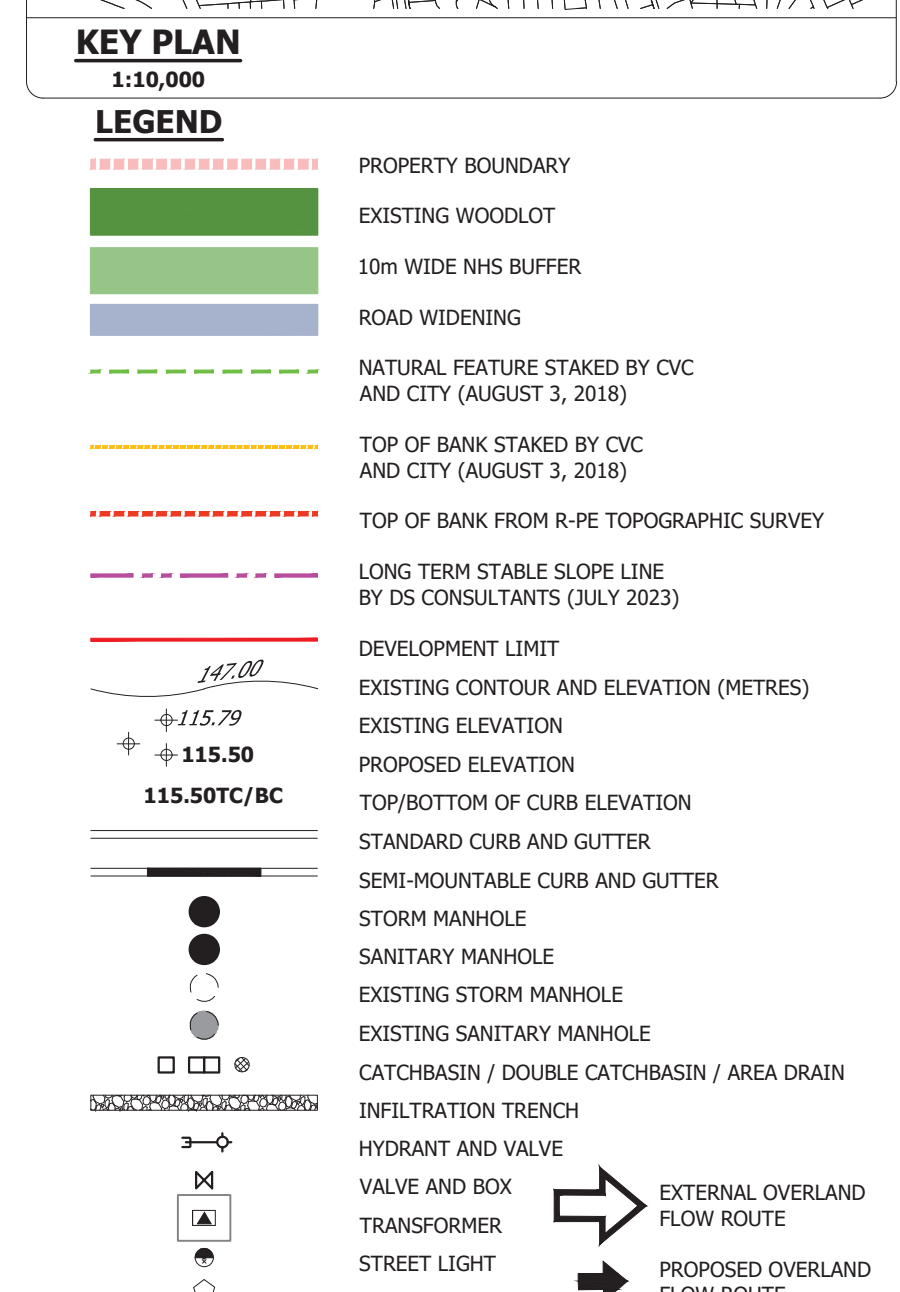 KEY PLAN
1:10,000
LEGEND
PROPERTY BOUNDARY
EXISTING WOODLOT
10m WIDE NHS BUFFER
ROAD WIDENING
NATURAL FEATURE STAKED BY CVC
AND CITY (AUGUST 3, 2018)
TOP OF BANK STAKED BY CVC
AND CITY (AUGUST 3, 2018)
TOP OF BANK FROM R-PE TOPOGRAPHIC SURVEY
LONG TERM STABLE SLOPE LINE
BY DS CONSULTANTS (JULY 2023)
DEVELOPMENT LIMIT
147.00
EXISTING CONTOUR AND ELEVATION (METRES)
115.79
EXISTING ELEVATION
115.50
PROPOSED ELEVATION
115.50TC/BC
TOP/BOTTOM OF CURB ELEVATION
STANDARD CURB AND GUTTER
SEMI-MOUNTABLE CURB AND GUTTER
STORM MANHOLE
SANITARY MANHOLE
EXISTING STORM MANHOLE
EXISTING SANITARY MANHOLE
CATCHBASIN / DOUBLE CATCHBASIN / AREA DRAIN
INFILTRATION TRENCH
HYDRANT AND VALVE
VALVE AND BOX
TRANSFORMER
STREET LIGHT
EXTERNAL OVERLAND
FLOW ROUTE
PROPOSED OVERLAND
FLOW ROUTE